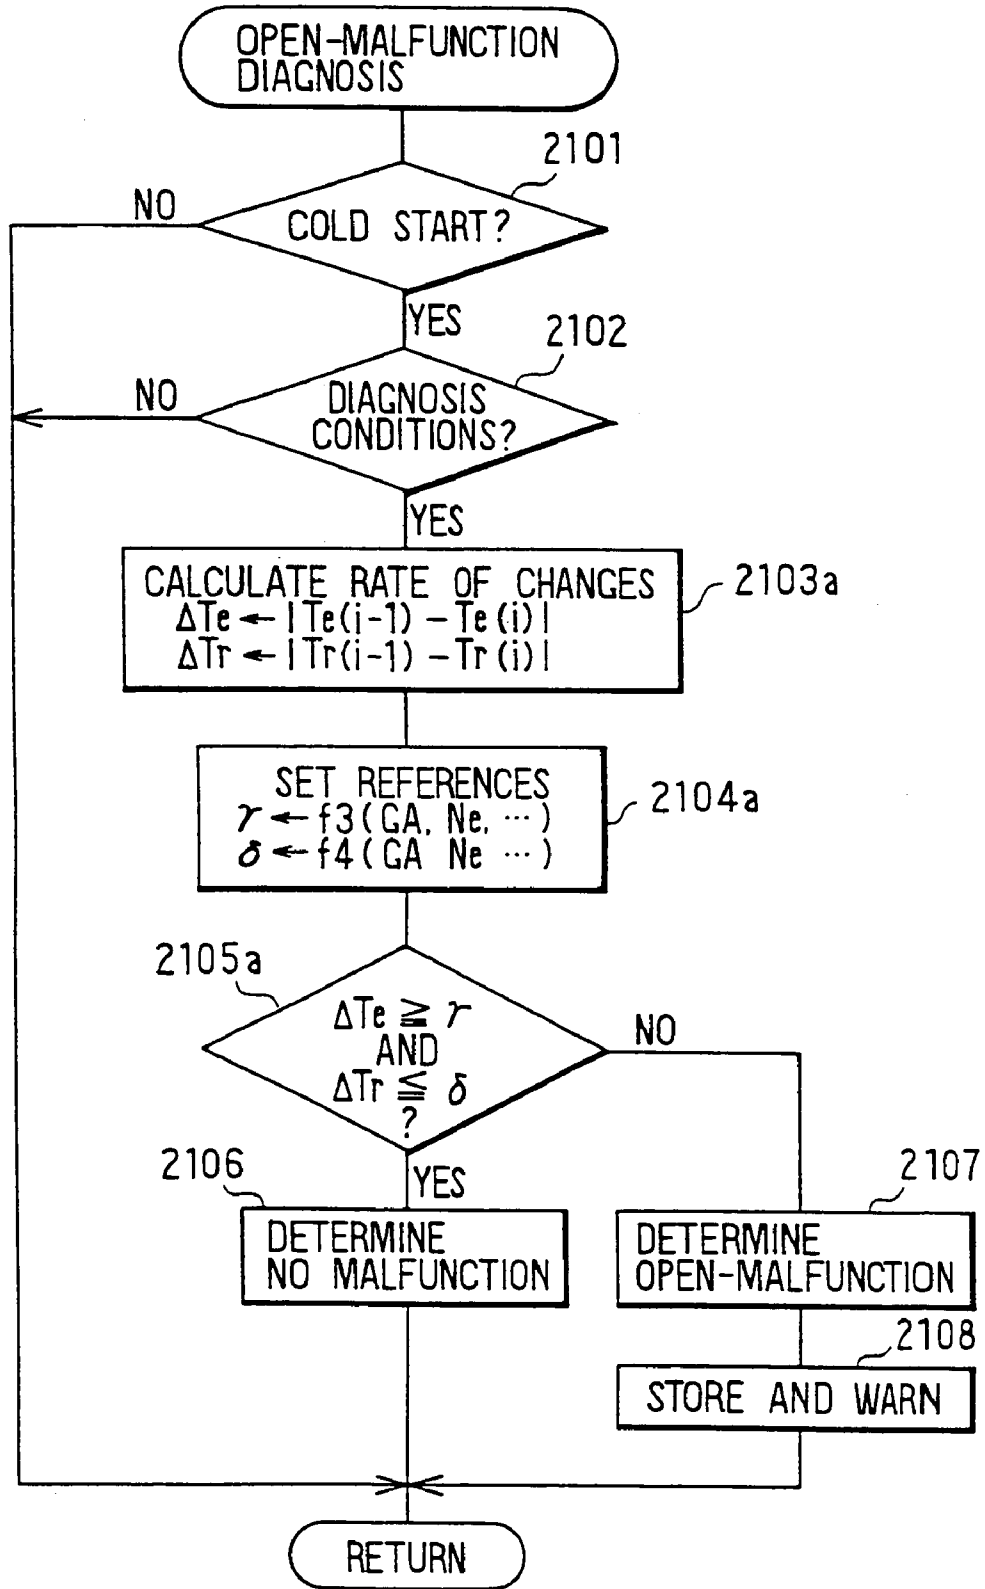 OPEN-MALFUNCTION
DIAGNOSIS
2101
NO
COLD START?
YES
2102
NO
DIAGNOSIS
CONDITIONS?
YES
2103a
CALCULATE RATE OF CHANGES
ΔTe ← |Te(i-1) - Te(i)|
ΔTr ← |Tr(i-1) - Tr(i)|
2104a
SET REFERENCES
γ ← f3(GA, Ne, ⋯)
δ ← f4(GA Ne ⋯)
2105a
ΔTe ≧ γ
AND
ΔTr ≦ δ
?
NO
YES
2106
DETERMINE
NO MALFUNCTION
2107
DETERMINE
OPEN-MALFUNCTION
2108
STORE AND WARN
RETURN